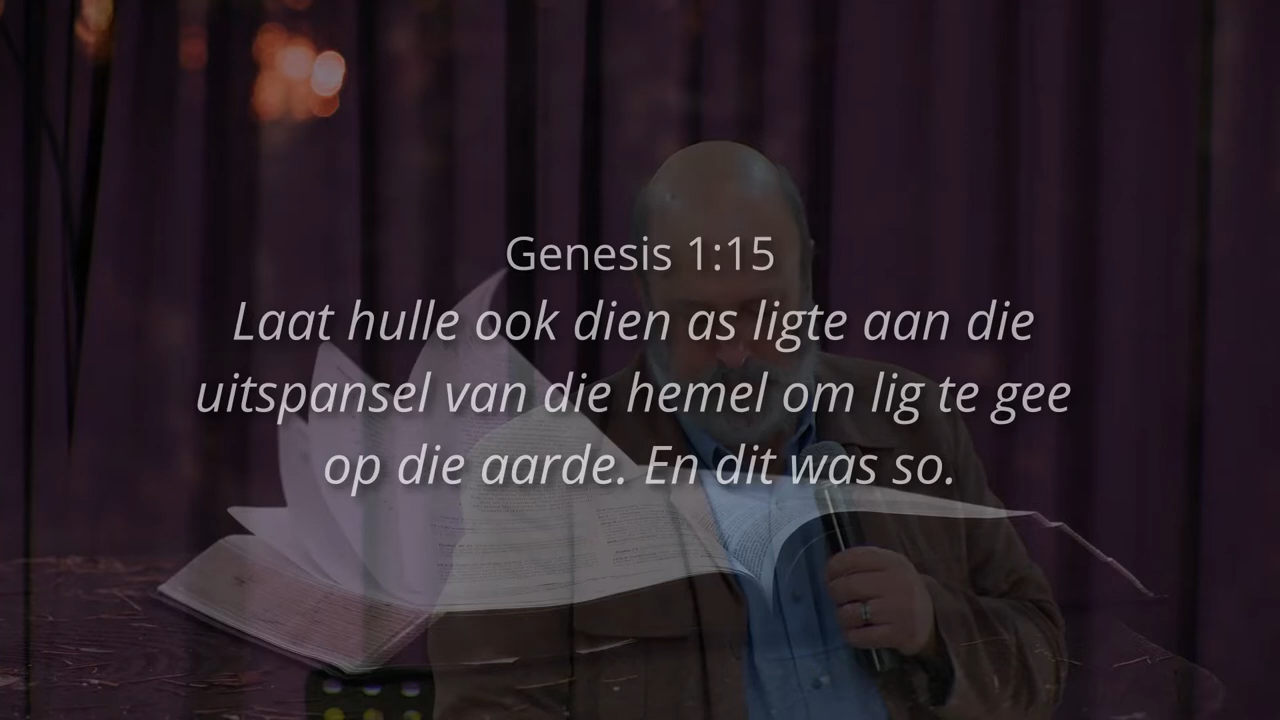 Genesis 1:15
Laat hulle ook dien as ligte aan die
uitspansel van die hemel om lig te gee
op die aarde. En dit was so.